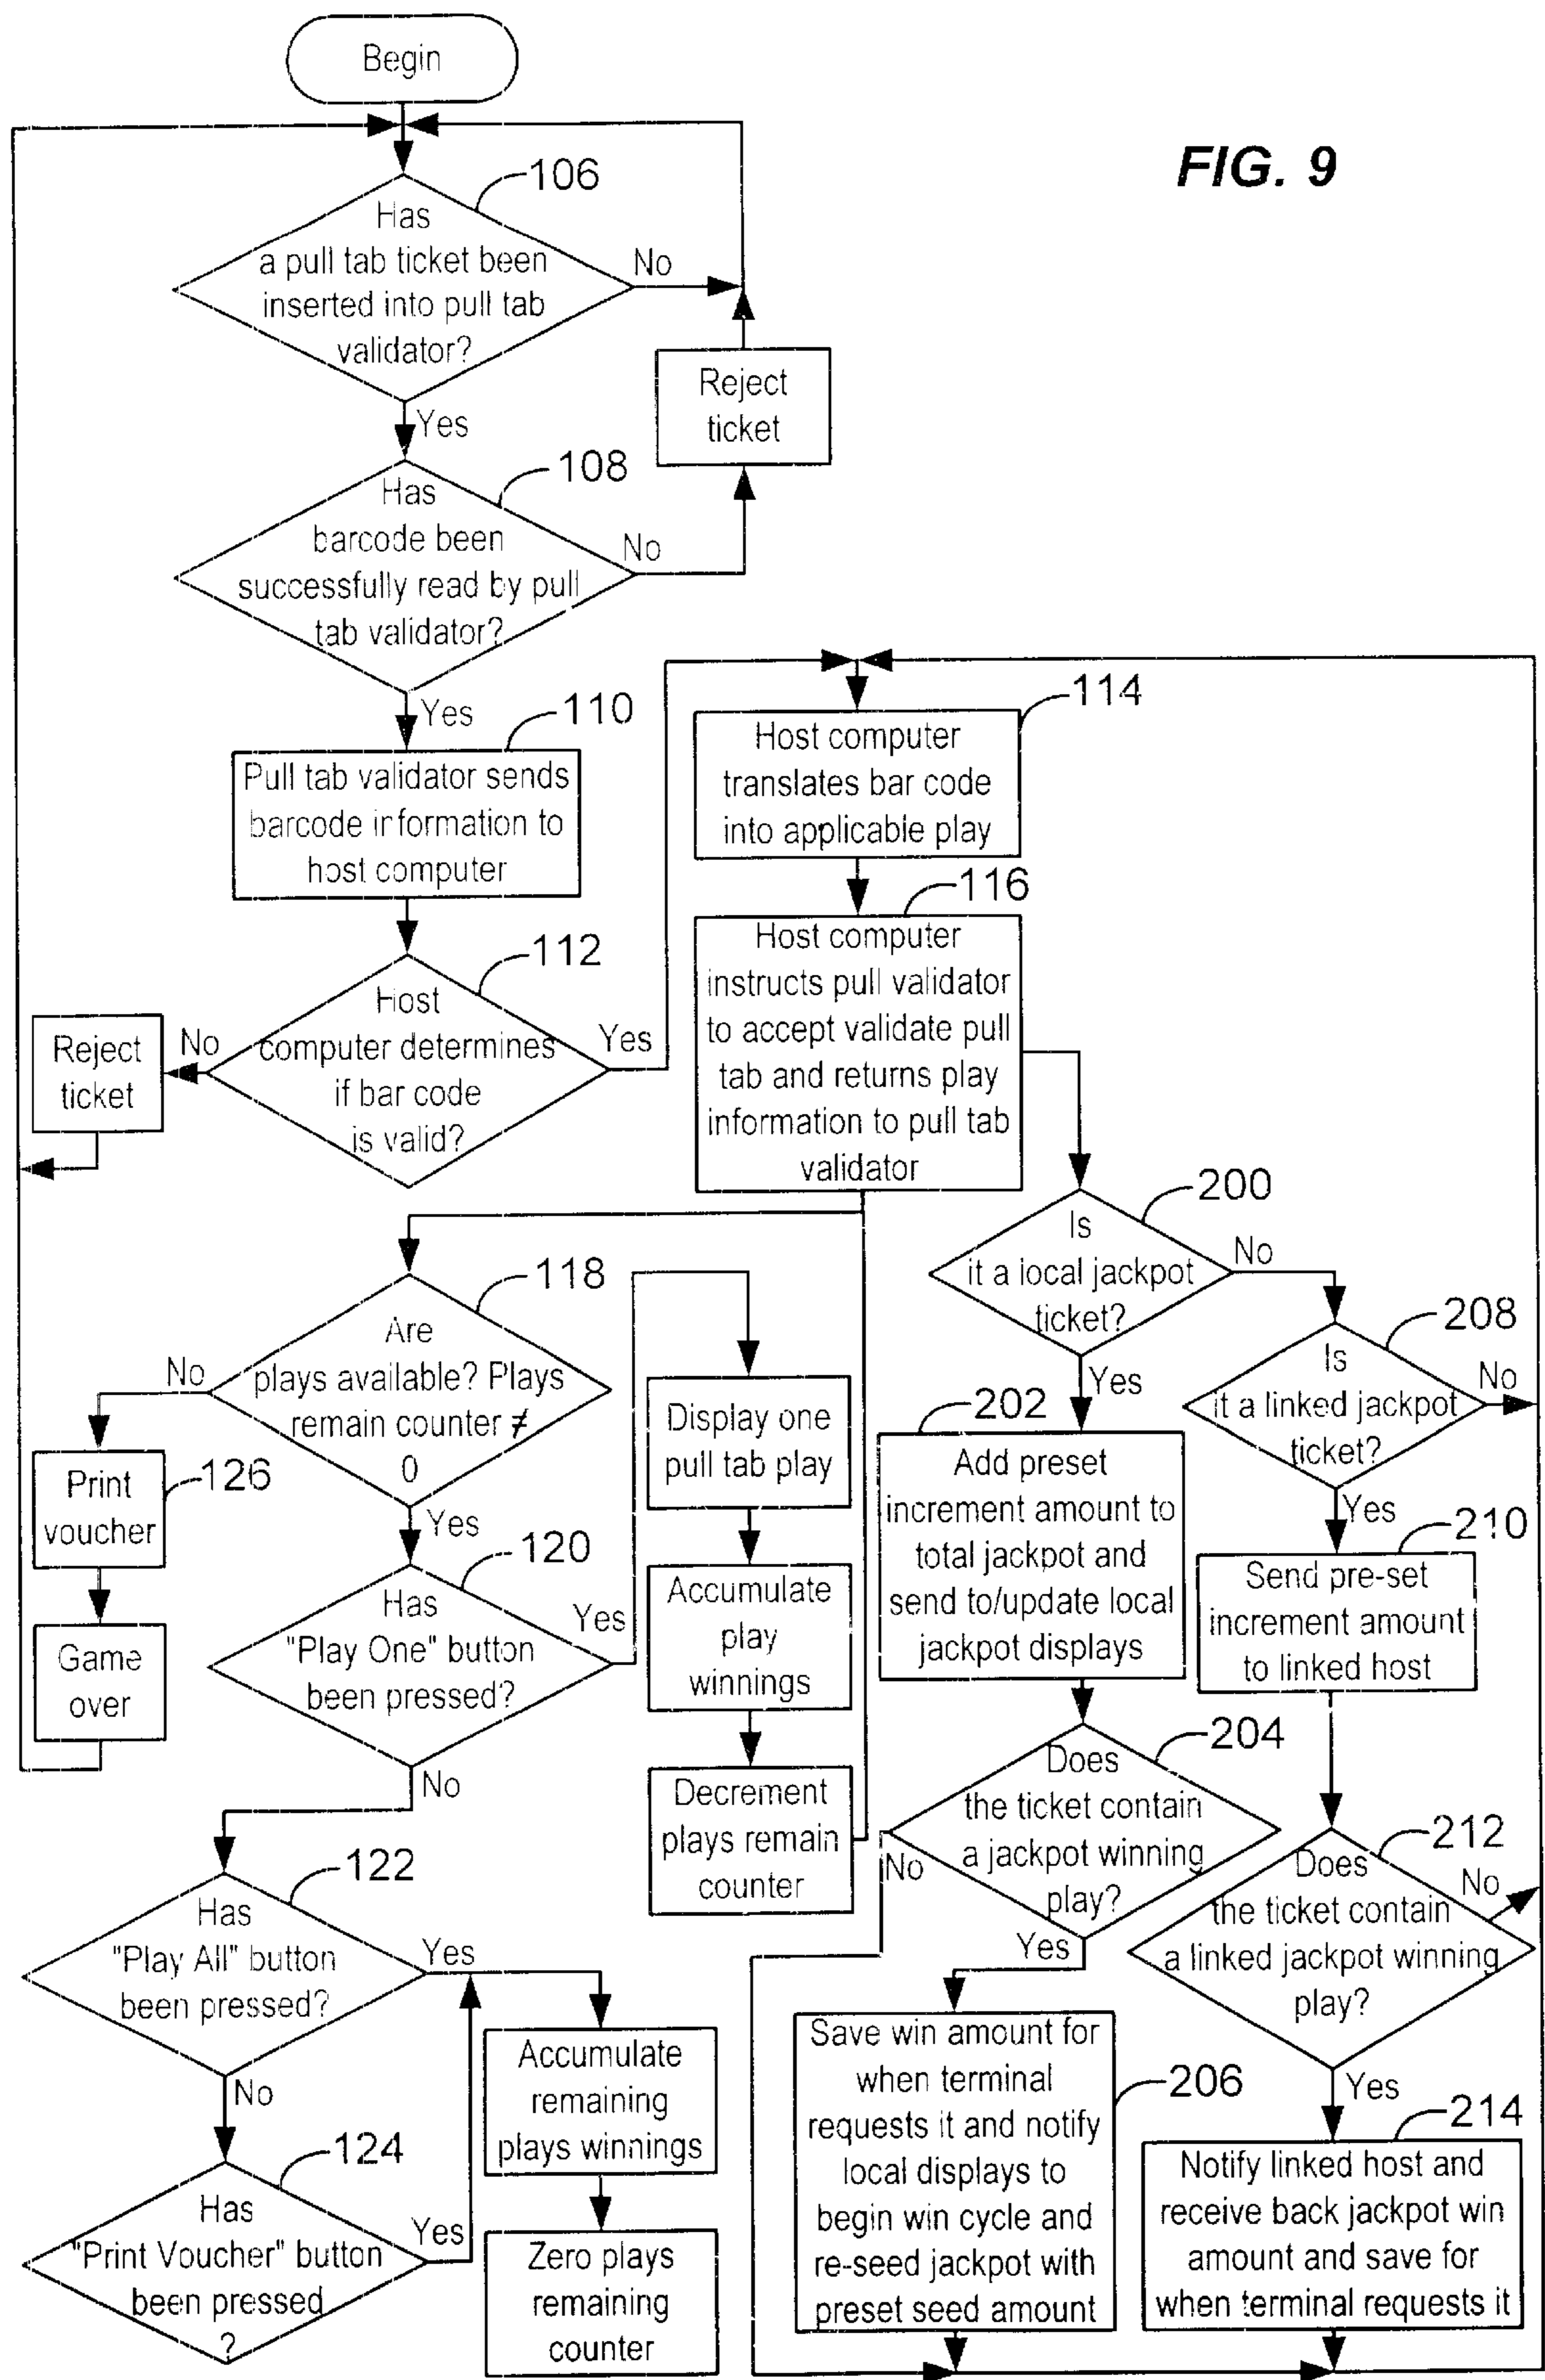 Begin
FIG. 9
106
Has
a pull tab ticket been
inserted into pull tab
validator?
No
Reject
ticket
Yes
108
Has
barcode been
successfully read by pull
tab validator?
No
Yes
110
Pull tab validator sends
barcode information to
host computer
112
Host
computer determines
if bar code
is valid?
No
Yes
Reject
ticket
114
Host computer
translates bar code
into applicable play
116
Host computer
instructs pull validator
to accept validate pull
tab and returns play
information to pull tab
validator
118
Are
plays available? Plays
remain counter ≠
0
No
Yes
Print
voucher
126
Game
over
120
Has
"Play One" button
been pressed?
Yes
No
Display one
pull tab play
Accumulate
play
winnings
Decrement
plays remain
counter
122
Has
"Play All" button
been pressed?
Yes
No
124
Has
"Print Voucher" button
been pressed
?
Yes
Accumulate
remaining
plays winnings
Zero plays
remaining
counter
200
Is
it a local jackpot
ticket?
No
Yes
202
Add preset
increment amount to
total jackpot and
send to/update local
jackpot displays
204
Does
the ticket contain
a jackpot winning
play?
No
Yes
206
Save win amount for
when terminal
requests it and notify
local displays to
begin win cycle and
re-seed jackpot with
preset seed amount
208
Is
it a linked jackpot
ticket?
No
Yes
210
Send pre-set
increment amount
to linked host
212
Does
the ticket contain
a linked jackpot winning
play?
No
Yes
214
Notify linked host and
receive back jackpot win
amount and save for
when terminal requests it